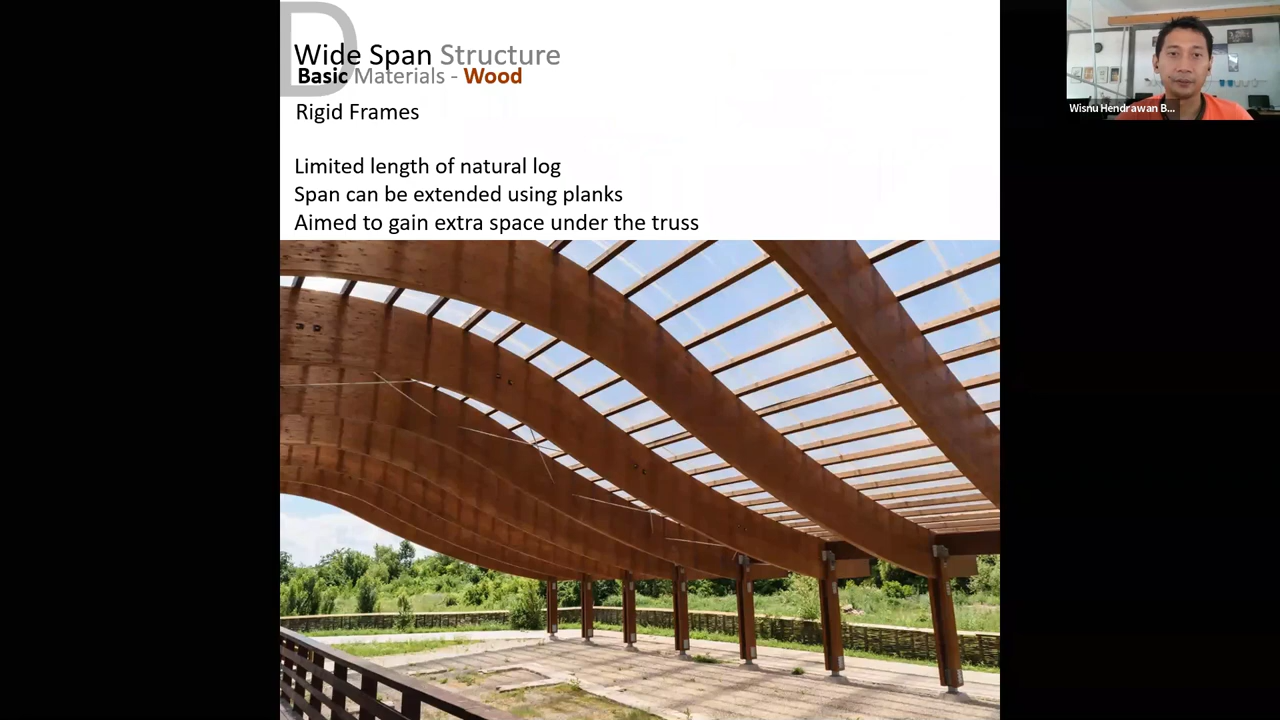 D
Wide Span Structure
Basic Materials - Wood
Rigid Frames
Limited length of natural log
Span can be extended using planks
Aimed to gain extra space under the truss
Wisnu Hendrawan B...